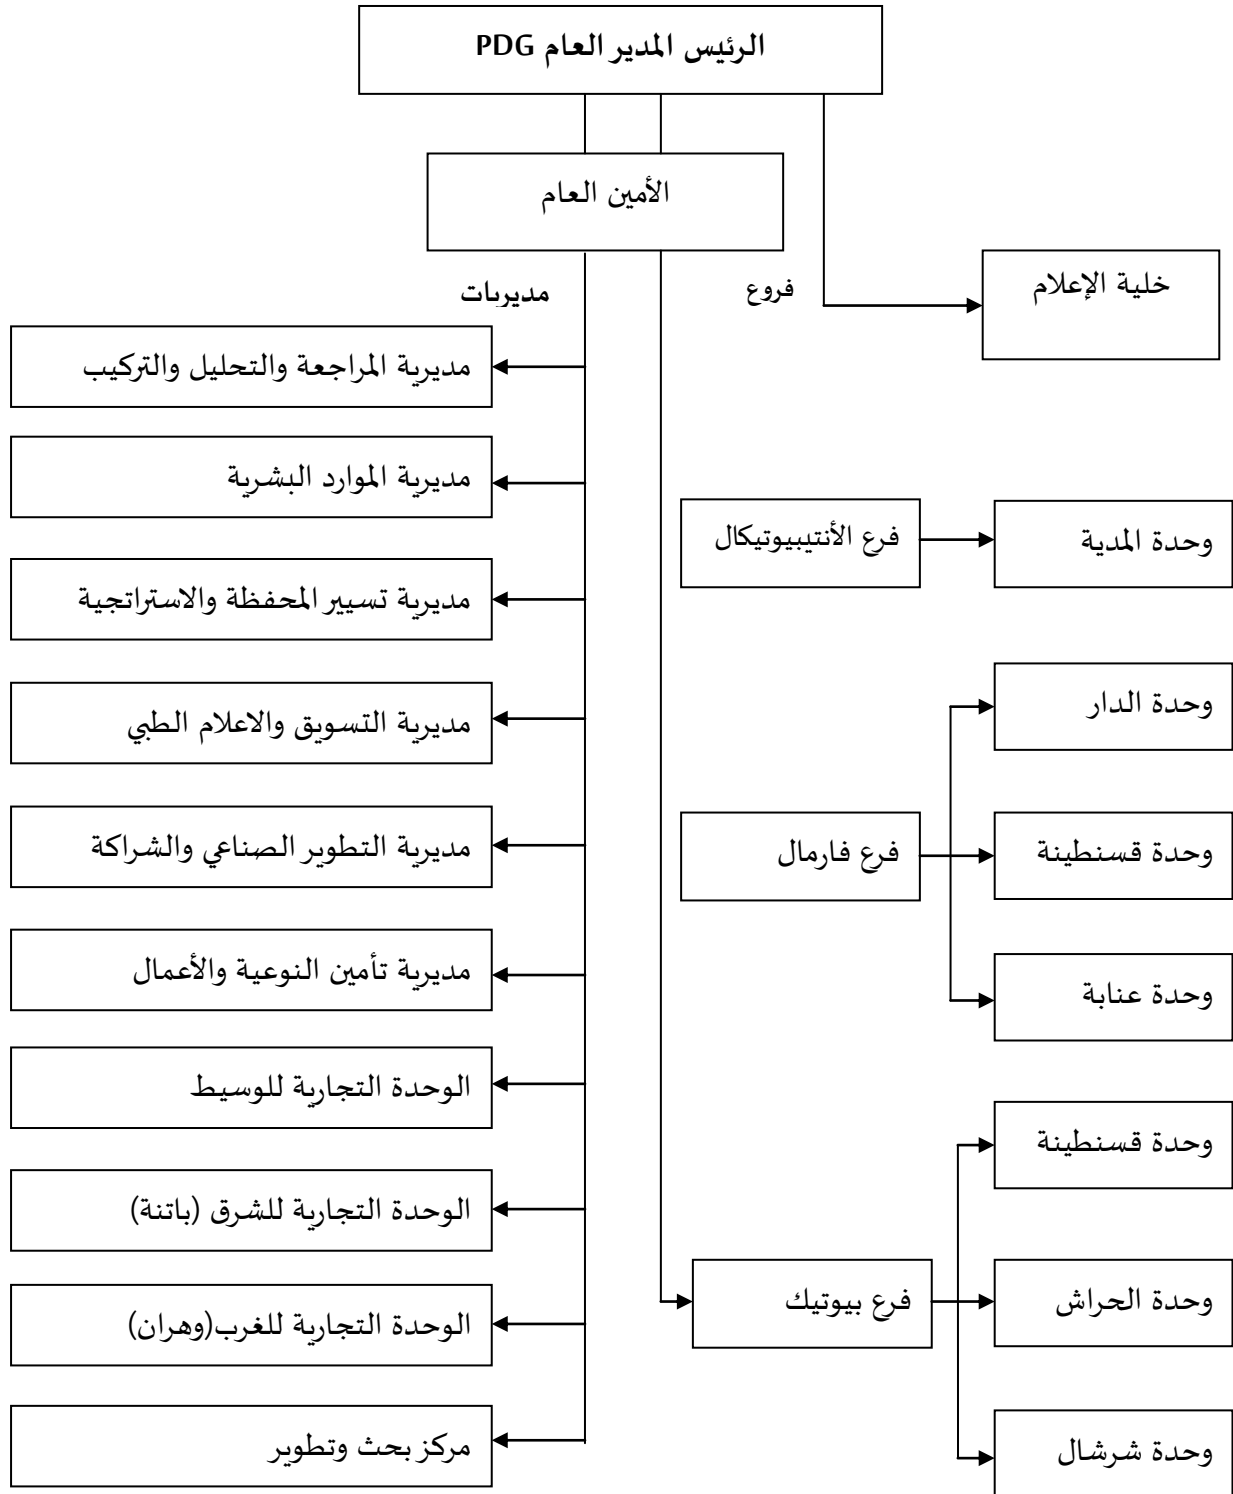 الرئيس المدير العام PDG
الأمين العام
خلية الإعلام
فروع
مديريات
مديرية المراجعة والتحليل والتركيب
مديرية الموارد البشرية
مديرية تسيير المحفظة والاستراتجية
مديرية التسويق والاعلام الطبي
مديرية التطوير الصناعي والشراكة
مديرية تأمين النوعية والأعمال
الوحدة التجارية للوسيط
الوحدة التجارية للشرق (باتنة)
الوحدة التجارية للغرب(وهران)
مركز بحث وتطوير
فرع الأنتيبيوتيكال
وحدة المدية
فرع فارمال
وحدة الدار
وحدة قسنطينة
وحدة عنابة
فرع بيوتيك
وحدة قسنطينة
وحدة الحراش
وحدة شرشال